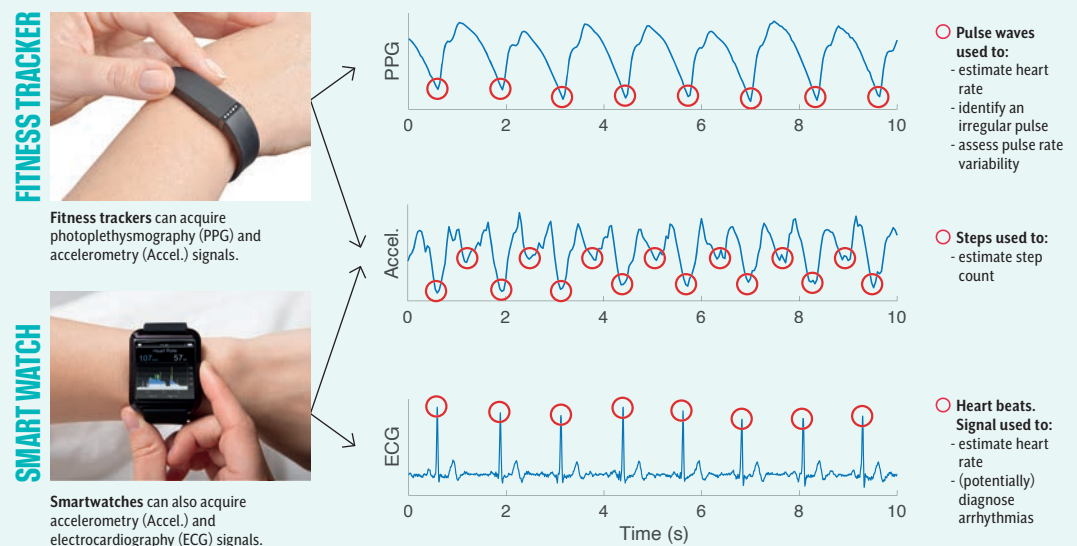 FITNESS TRACKER
Fitness trackers can acquire
photoplethysmography (PPG) and
accelerometry (Accel.) signals.
SMART WATCH
Heart Rate
107
57
Smartwatches can also acquire
accelerometry (Accel.) and
electrocardiography (ECG) signals.
PPG
0 2 4 6 8 10
Accel.
0 2 4 6 8 10
ECG
0 2 4 6 8 10
Time (s)
Pulse waves
used to:
- estimate heart
rate
- identify an
irregular pulse
- assess pulse rate
variability
Steps used to:
- estimate step
count
Heart beats.
Signal used to:
- estimate heart
rate
- (potentially)
diagnose
arrhythmias